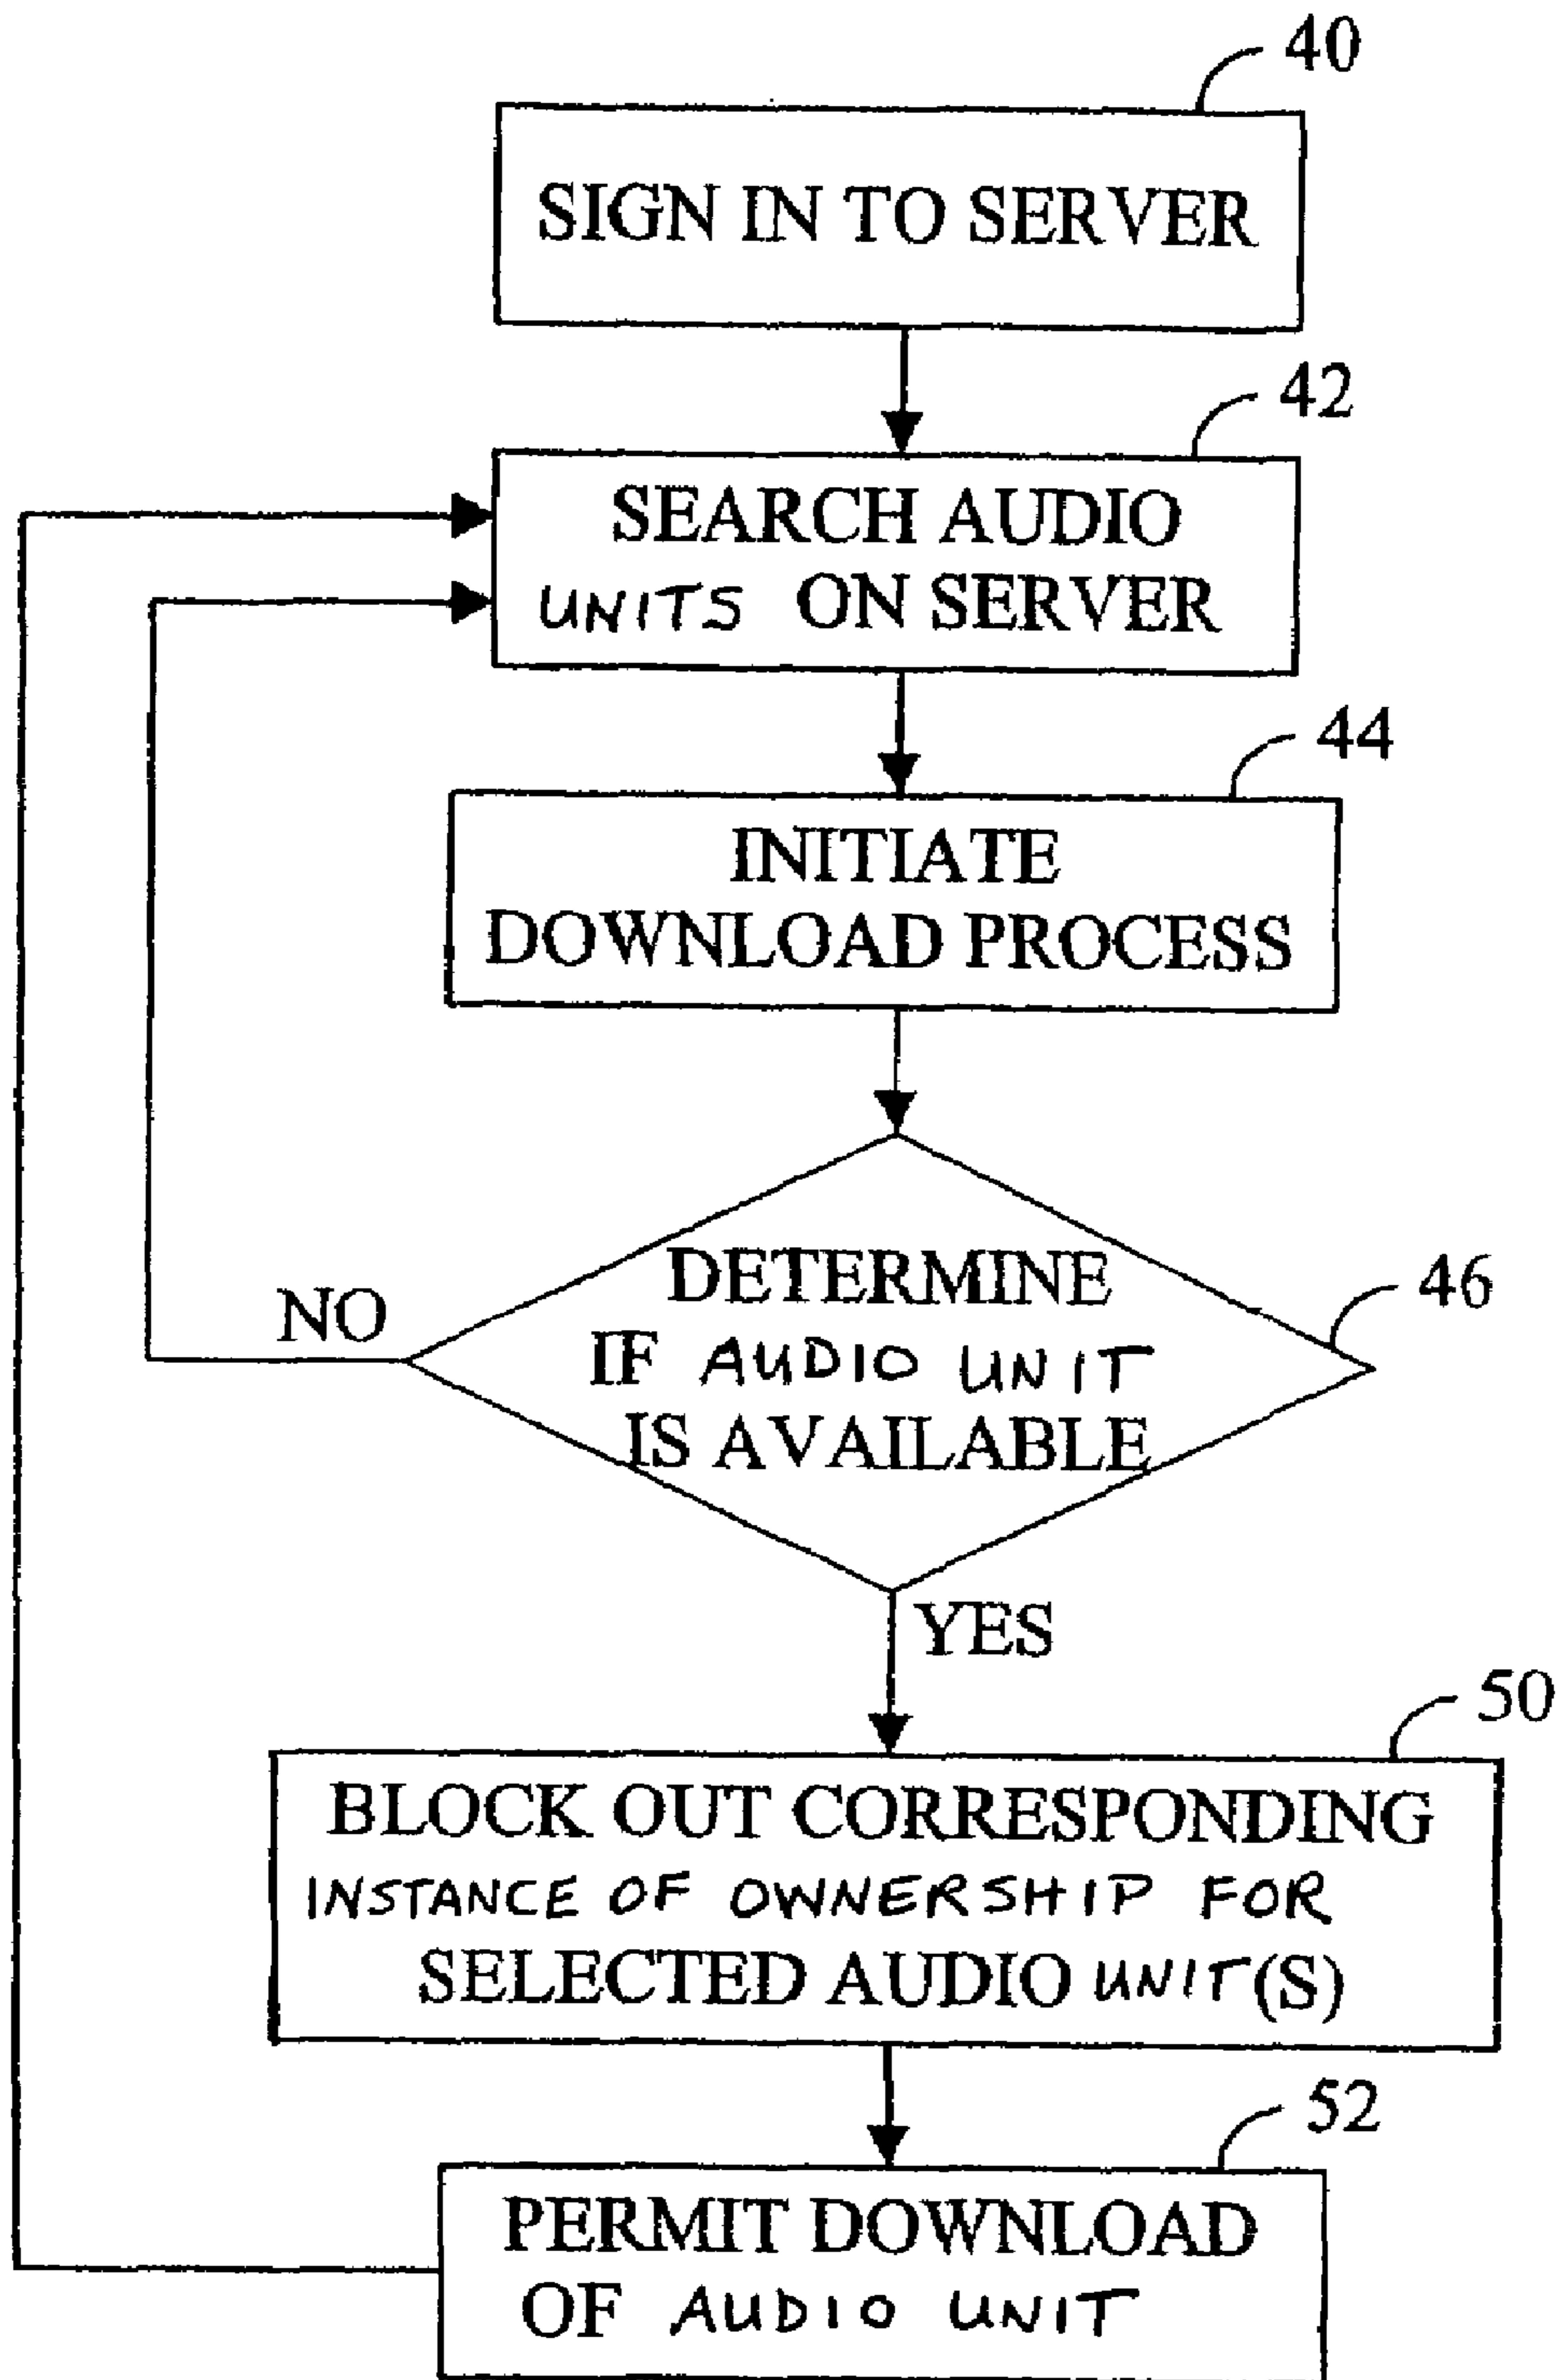 40
SIGN IN TO SERVER
42
SEARCH AUDIO
UNITS ON SERVER
44
INITIATE
DOWNLOAD PROCESS
46
DETERMINE
IF AUDIO UNIT
IS AVAILABLE
NO
YES
50
BLOCK OUT CORRESPONDING
INSTANCE OF OWNERSHIP FOR
SELECTED AUDIO UNIT(S)
52
PERMIT DOWNLOAD
OF AUDIO UNIT